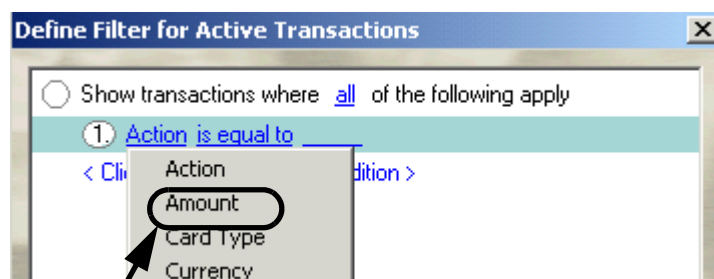 Define Filter for Active Transactions
Show transactions where all of the following apply
1. Action is equal to
< Cli dition >
Action
Amount
Card Type
Currency